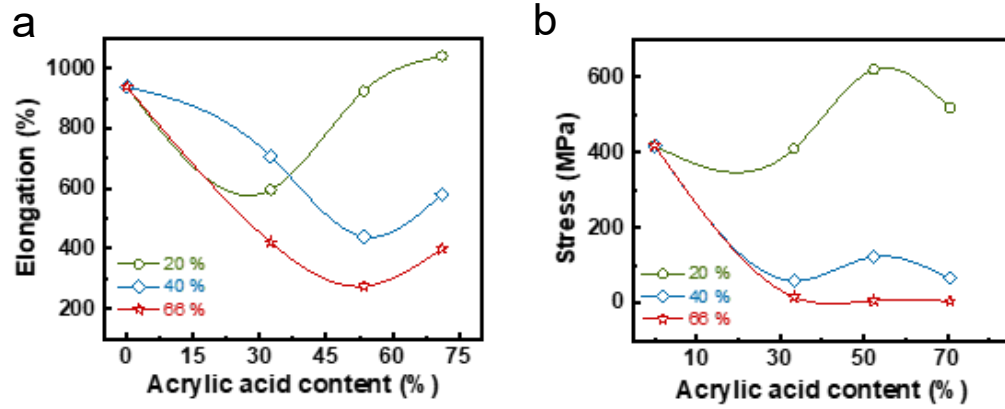 a
1000
800
600
400
200
Elongation (%)
20 %
40 %
66 %
0 15 30 45 60 75
Acrylic acid content (%)
b
600
400
200
0
Stress (MPa)
20 %
40 %
66 %
10 30 50 70
Acrylic acid content (%)